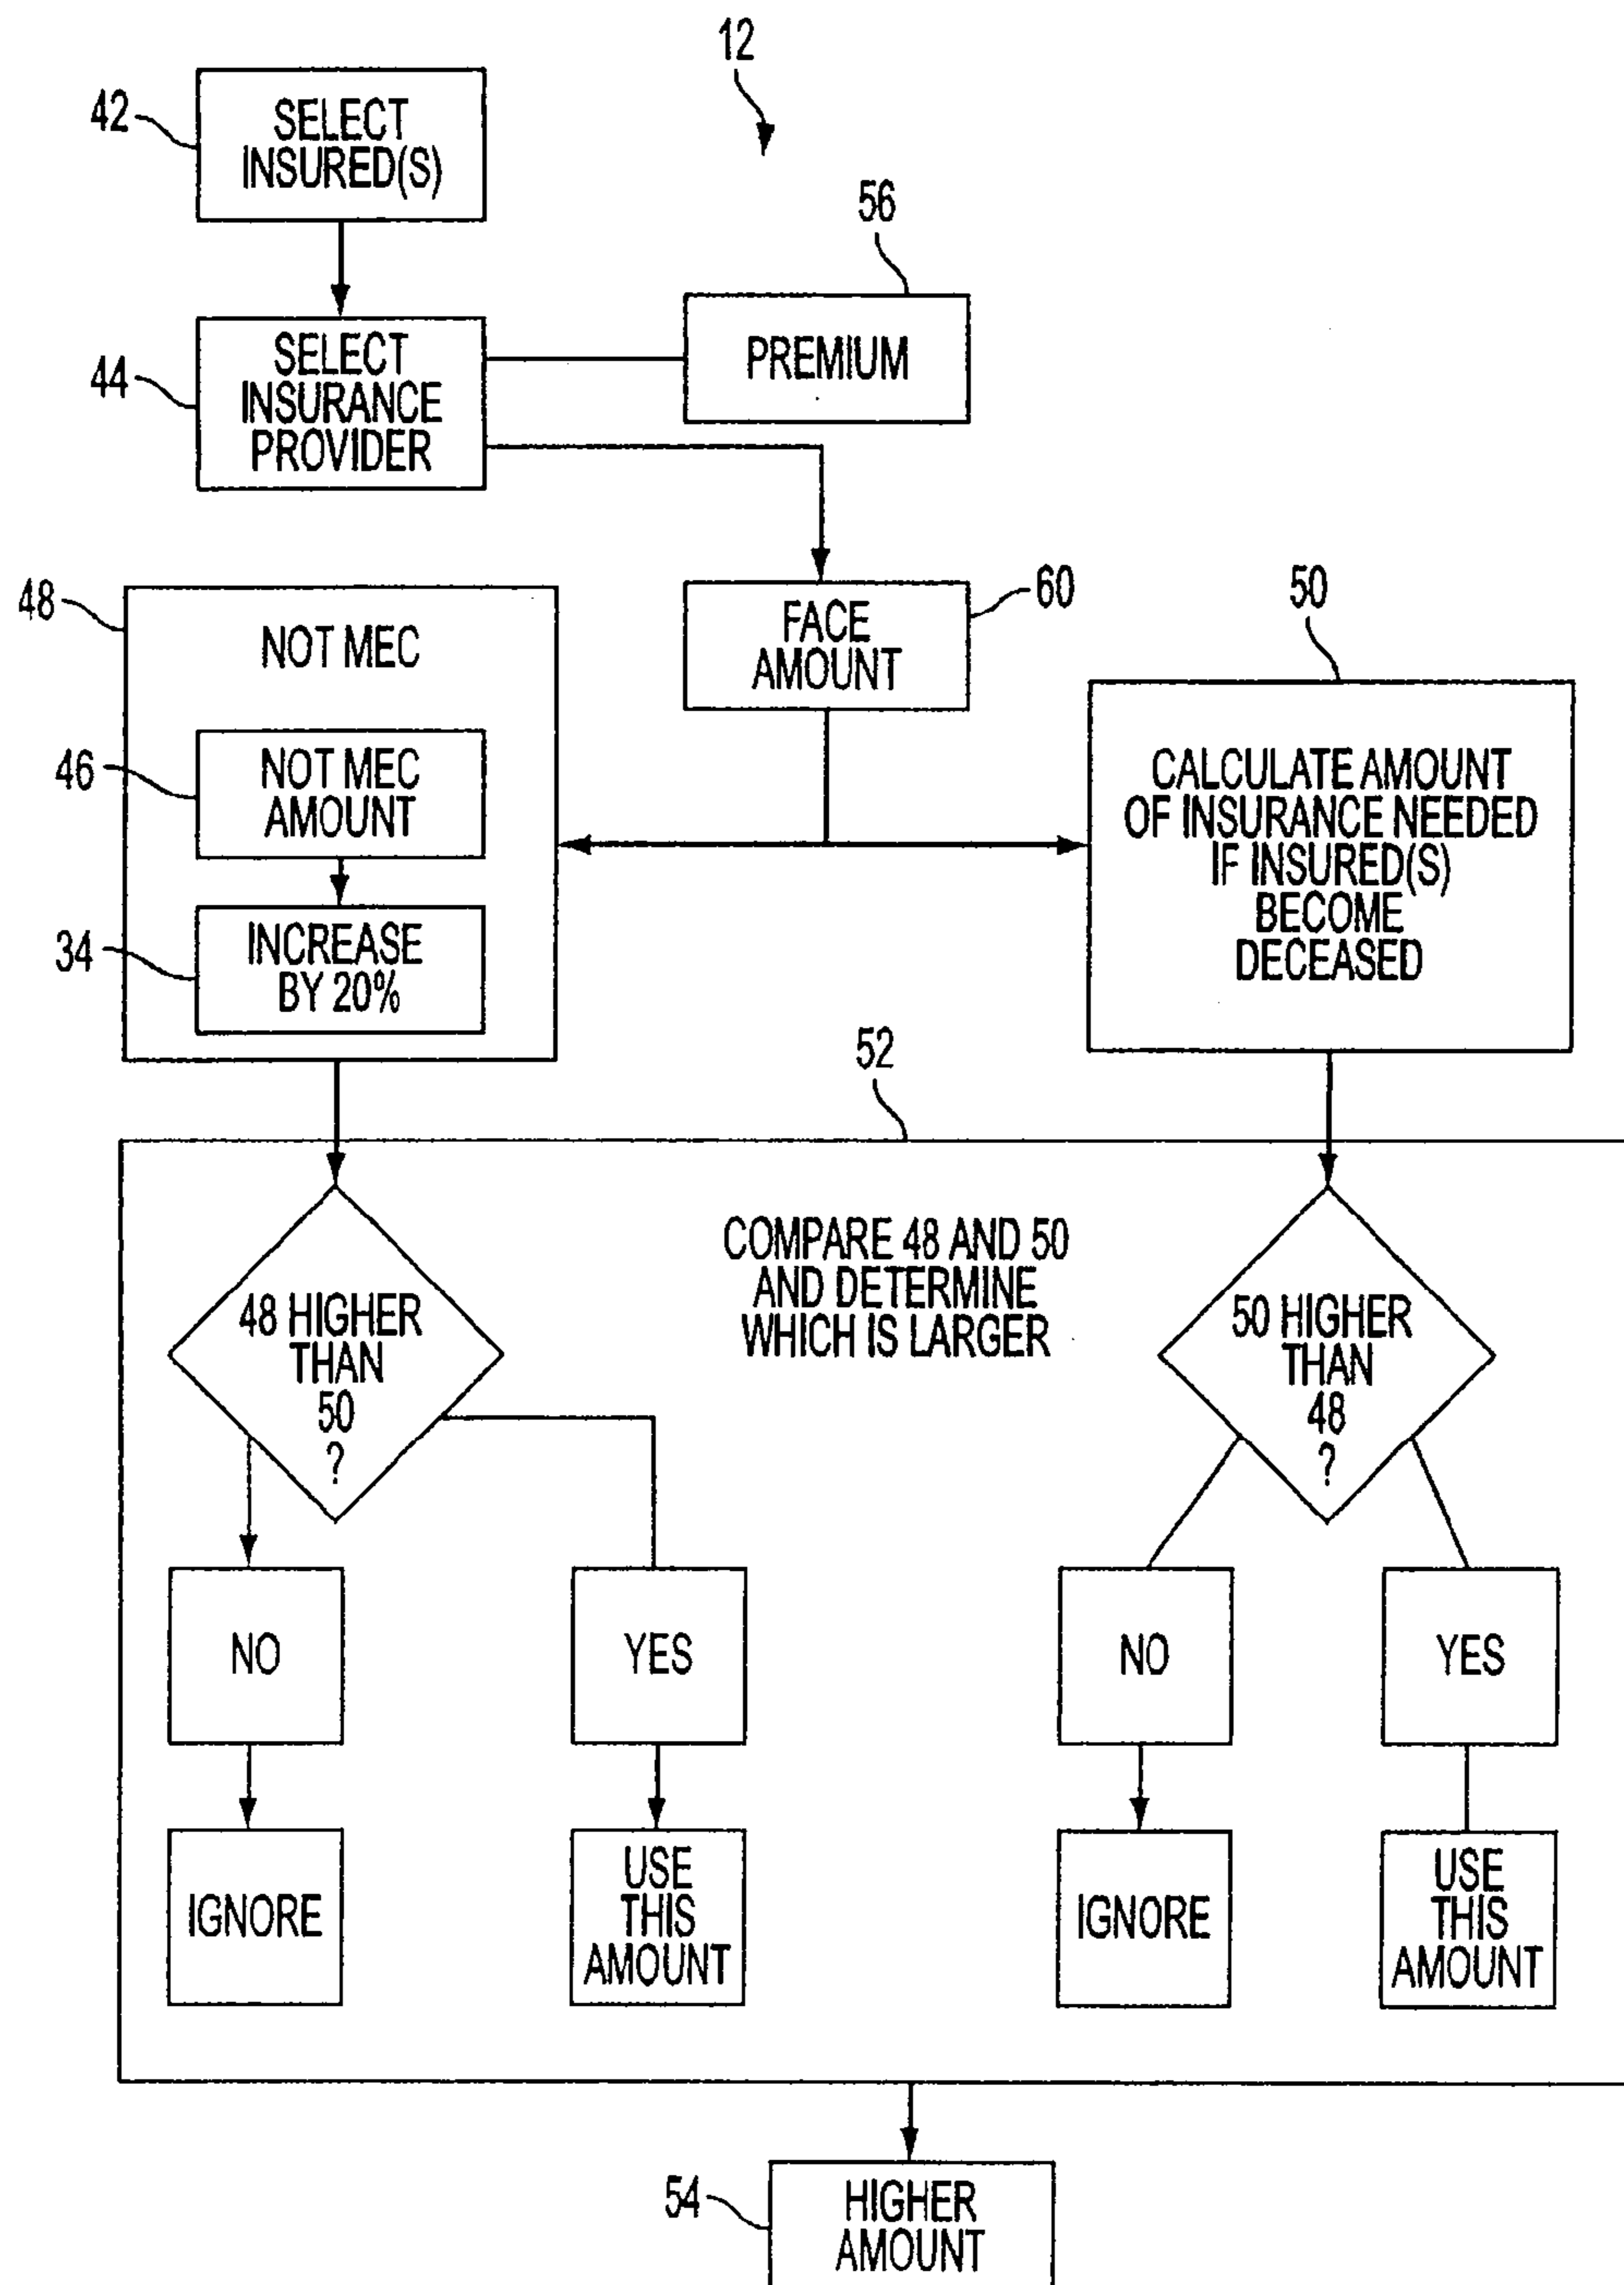 12
42
SELECT
INSURED(S)
56
PREMIUM
44
SELECT
INSURANCE
PROVIDER
48
NOT MEC
60
FACE
AMOUNT
50
46
NOT MEC
AMOUNT
34
INCREASE
BY 20%
CALCULATE AMOUNT
OF INSURANCE NEEDED
IF INSURED(S)
BECOME
DECEASED
52
COMPARE 48 AND 50
AND DETERMINE
WHICH IS LARGER
48 HIGHER
THAN
50
?
50 HIGHER
THAN
48
?
NO
YES
NO
YES
IGNORE
USE
THIS
AMOUNT
IGNORE
USE
THIS
AMOUNT
54
HIGHER
AMOUNT